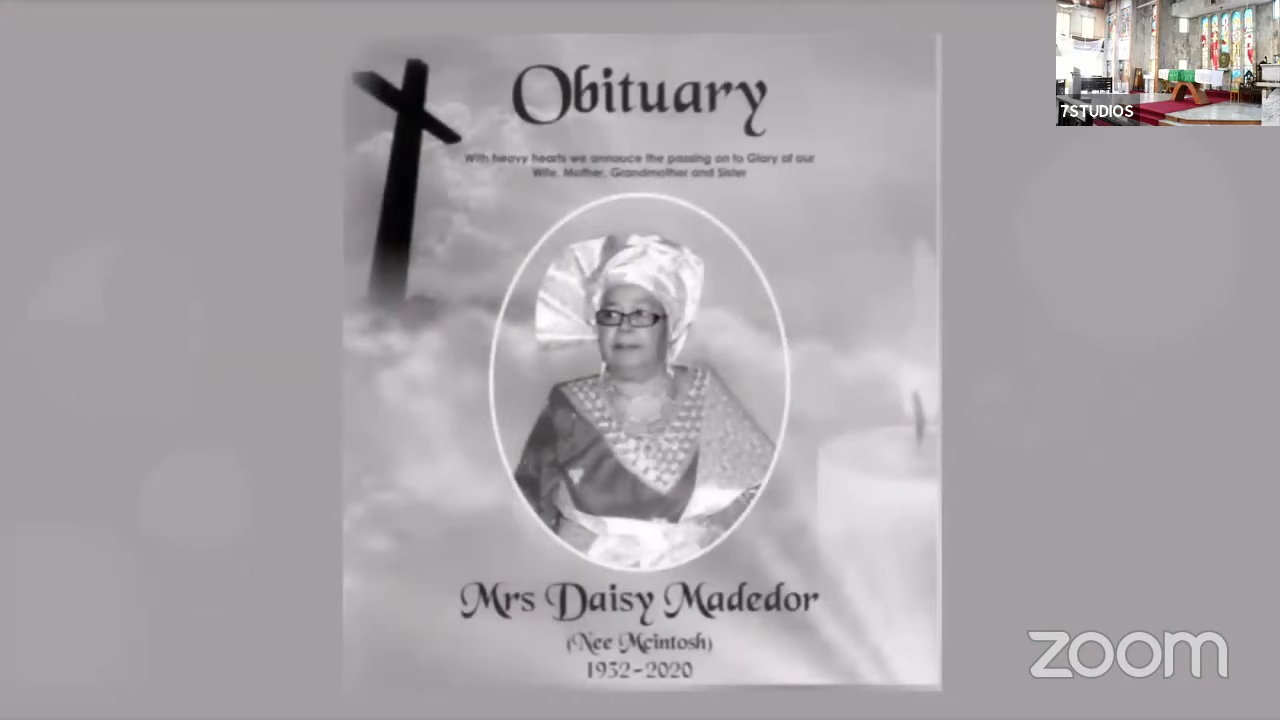 7STUDIOS
Obituary
With heavy hearts we annouce the passing on to Glory of our
Wife, Mother, Grandmother and Sister
Mrs Daisy Madedor
(Nee Mcintosh)
1932-2020
zoom